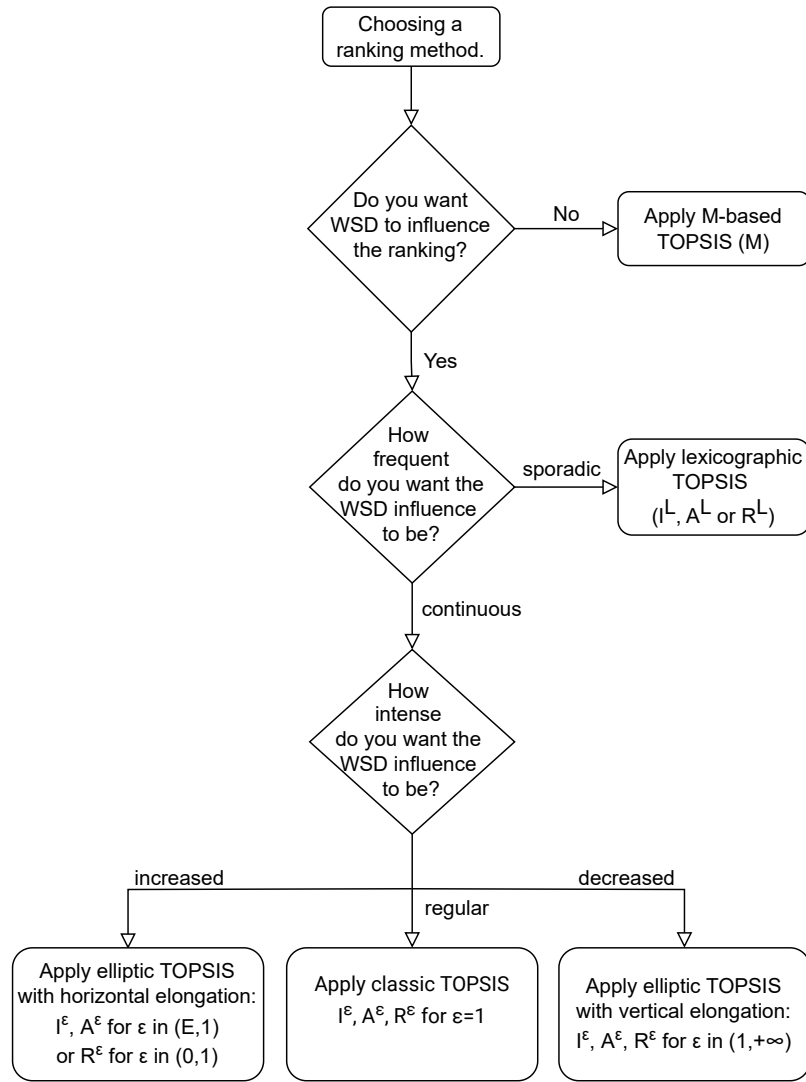 Choosing a
ranking method.
Do you want
WSD to influence
the ranking?
No
Apply M-based
TOPSIS (M)
Yes
How
frequent
do you want the
WSD influence
to be?
sporadic
Apply lexicographic
TOPSIS
(I^L, A^L or R^L)
continuous
How
intense
do you want the
WSD influence
to be?
increased
regular
decreased
Apply elliptic TOPSIS
with horizontal elongation:
I^ε, A^ε for ε in (E,1)
or R^ε for ε in (0,1)
Apply classic TOPSIS
I^ε, A^ε, R^ε for ε=1
Apply elliptic TOPSIS
with vertical elongation:
I^ε, A^ε, R^ε for ε in (1,+∞)